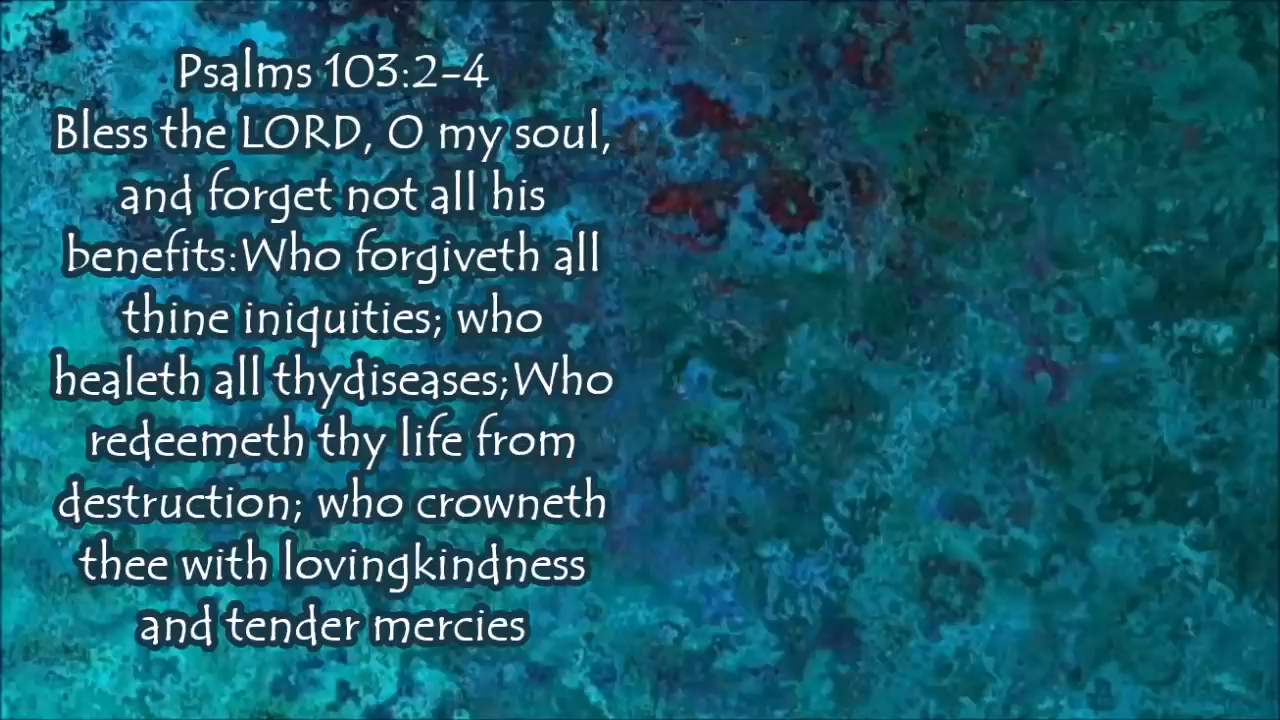 Psalms 103:2-4
Bless the LORD, O my soul,
and forget not all his
benefits:Who forgiveth all
thine iniquities; who
healeth all thydiseases;Who
redeemeth thy life from
destruction; who crowneth
thee with lovingkindness
and tender mercies